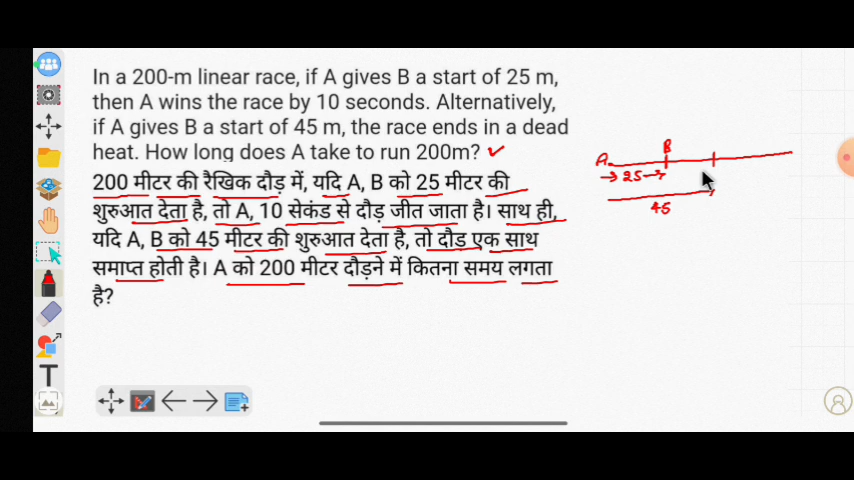 In a 200-m linear race, if A gives B a start of 25 m,
then A wins the race by 10 seconds. Alternatively,
if A gives B a start of 45 m, the race ends in a dead
heat. How long does A take to run 200m?
200 मीटर की रैखिक दौड़ में, यदि A, B को 25 मीटर की
शुरुआत देता है, तो A, 10 सेकंड से दौड़ जीत जाता है। साथ ही,
यदि A, B को 45 मीटर की शुरुआत देता है, तो दौड़ एक साथ
समाप्त होती है। A को 200 मीटर दौड़ने में कितना समय लगता
है?
A B
25
45
T